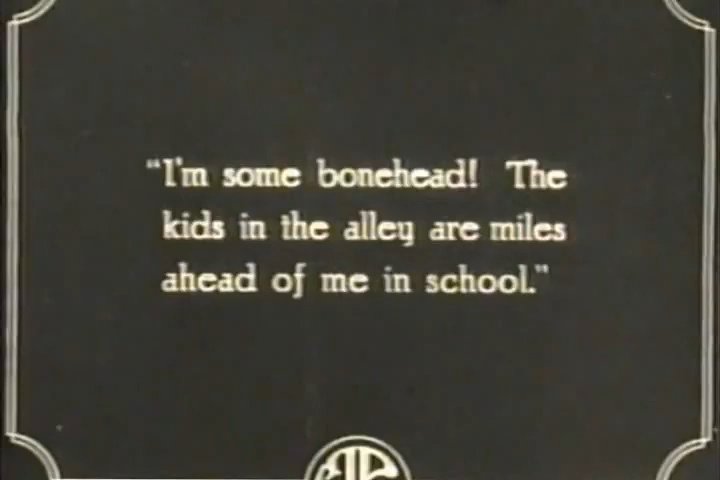 "I'm some bonehead! The
kids in the alley are miles
ahead of me in school."